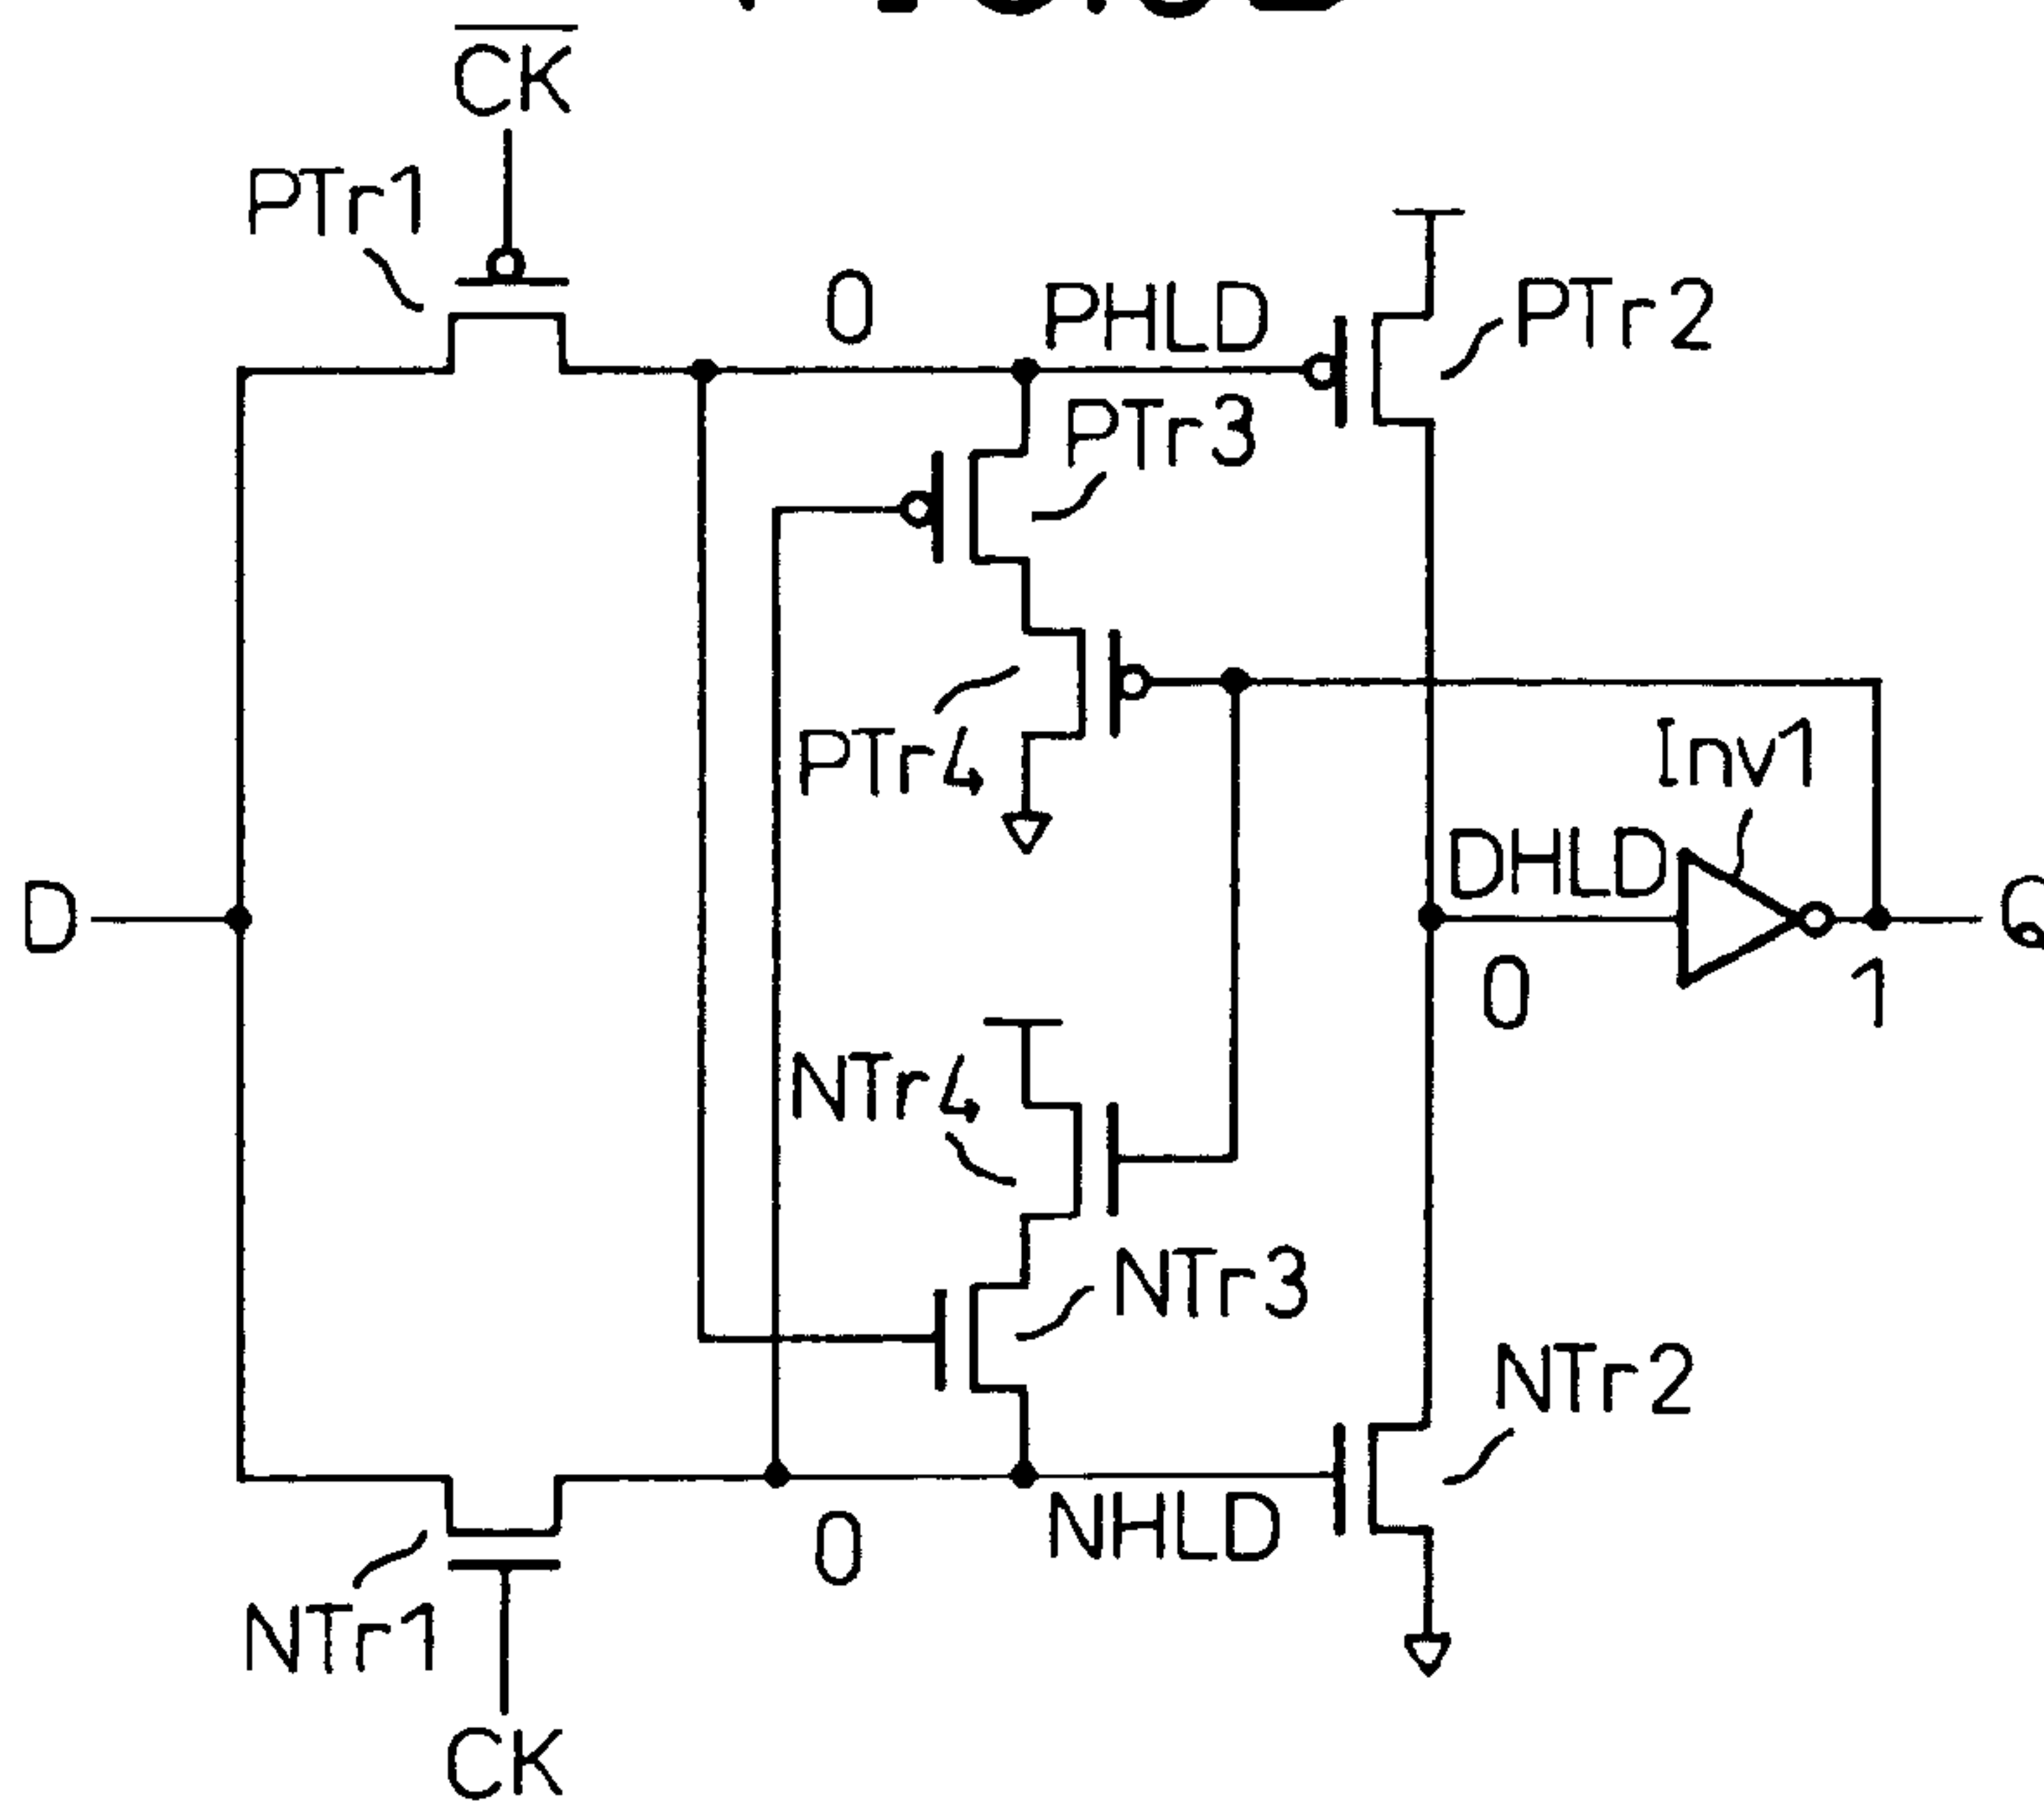 CK
PTr1
0
PHLD
PTr2
PTr3
PTr4
Inv1
DHLD
D
Q
0
1
NTr4
NTr3
NTr2
0
NHLD
NTr1
CK